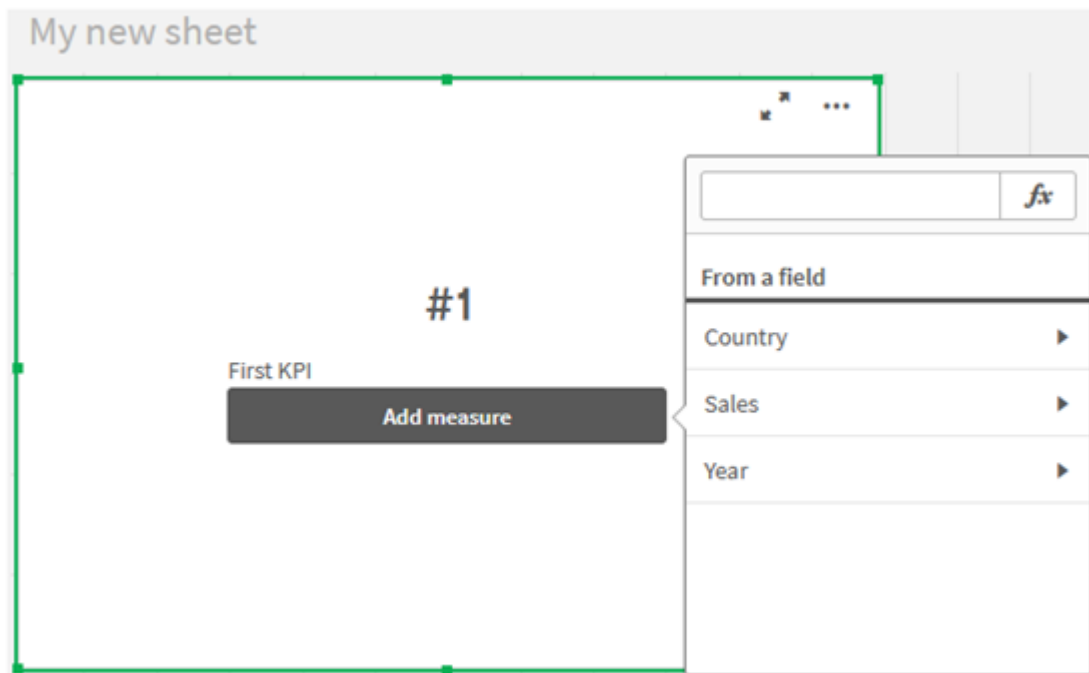 My new sheet
#1
First KPI
Add measure
fx
From a field
Country
Sales
Year